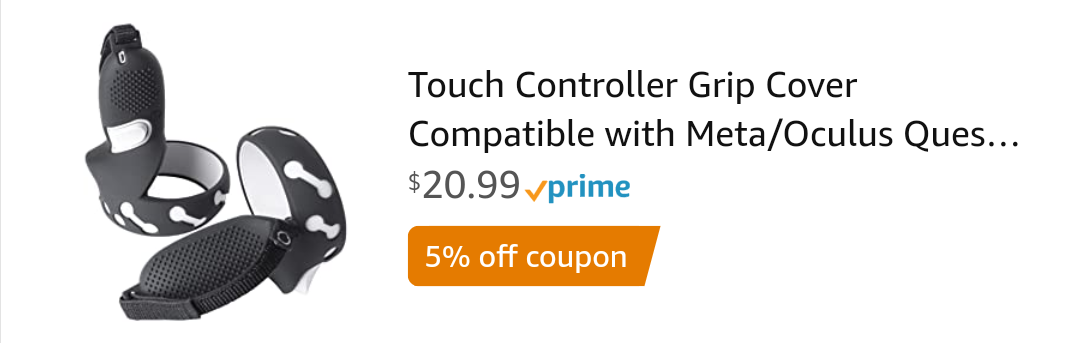 Touch Controller Grip Cover
Compatible with Meta/Oculus Ques...
$20.99 prime
5% off coupon